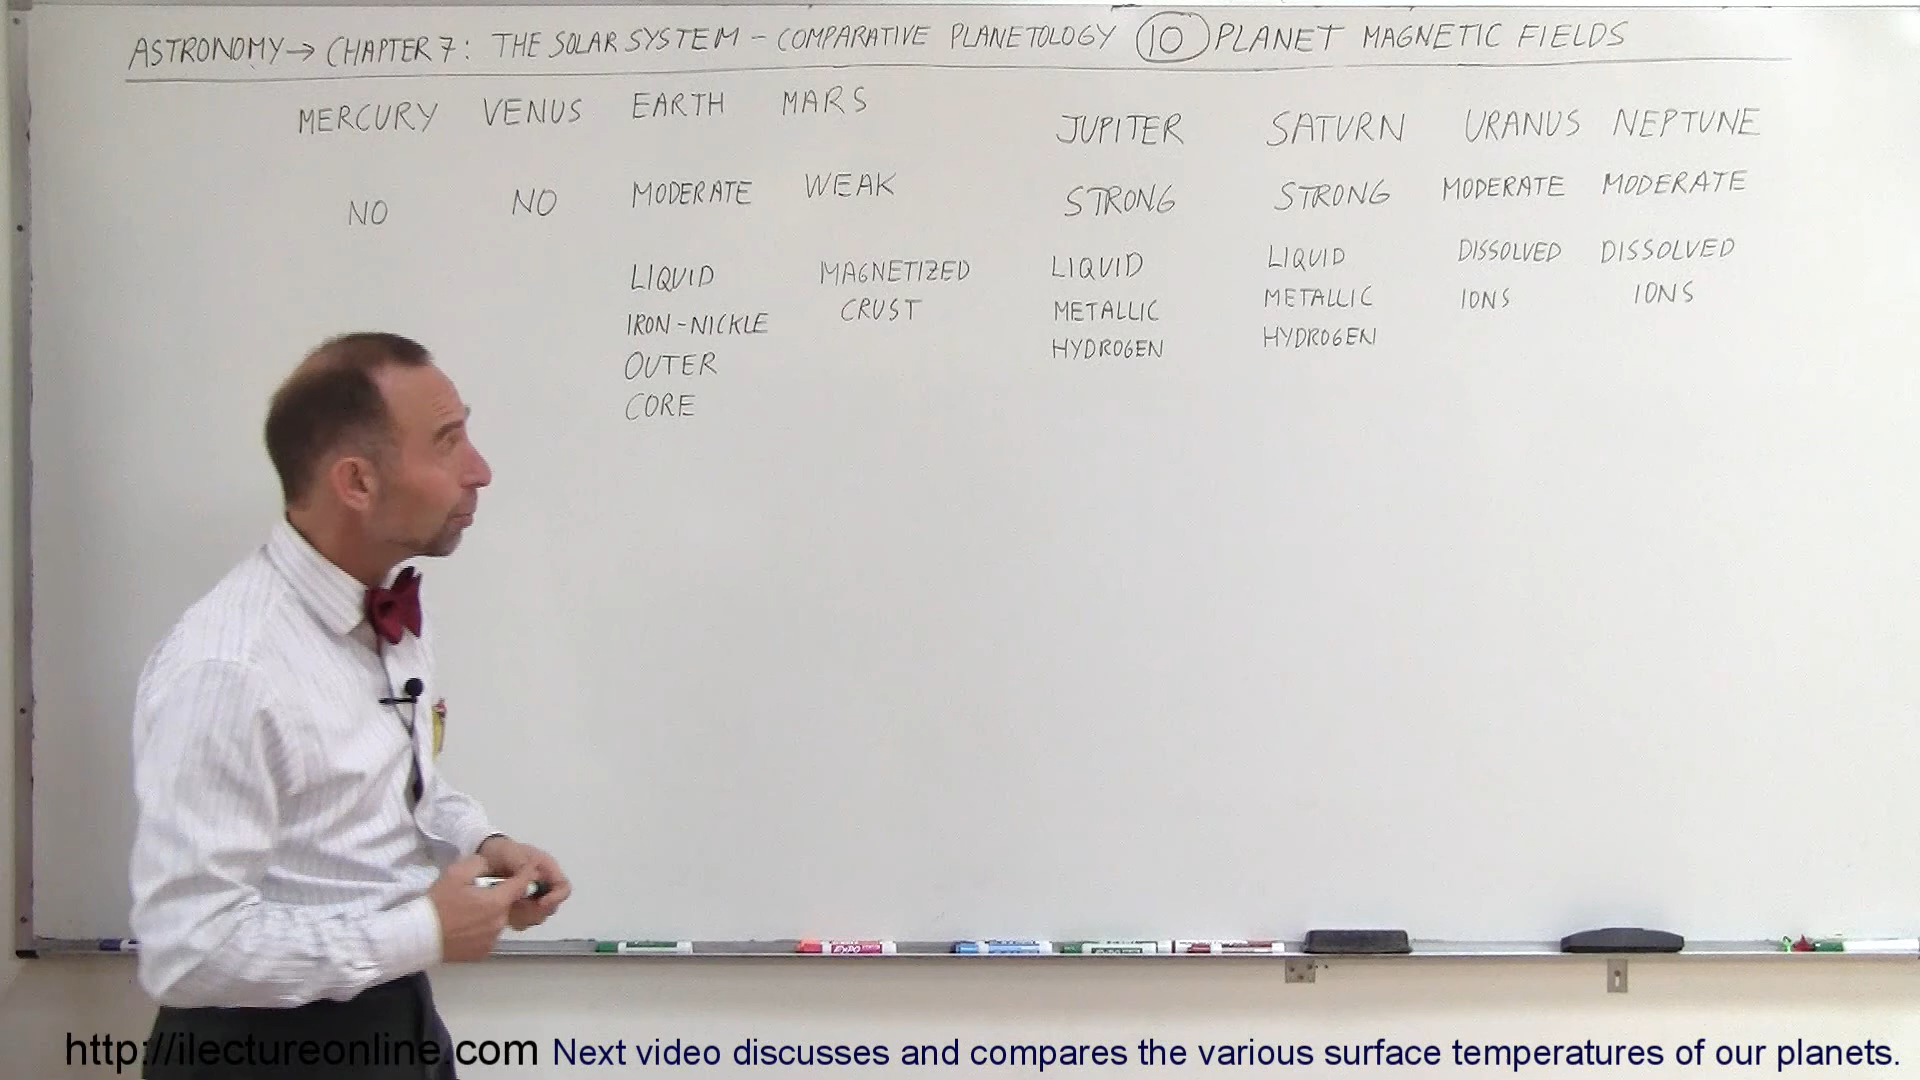 ASTRONOMY → CHAPTER 7: THE SOLAR SYSTEM - COMPARATIVE PLANETOLOGY 10 PLANET MAGNETIC FIELDS
MERCURY VENUS EARTH MARS JUPITER SATURN URANUS NEPTUNE
NO NO MODERATE WEAK STRONG STRONG MODERATE MODERATE
LIQUID MAGNETIZED LIQUID LIQUID DISSOLVED DISSOLVED
IRON-NICKLE CRUST METALLIC METALLIC IONS IONS
OUTER HYDROGEN HYDROGEN
CORE
EXPO
http://ilectureonline.com Next video discusses and compares the various surface temperatures of our planets.